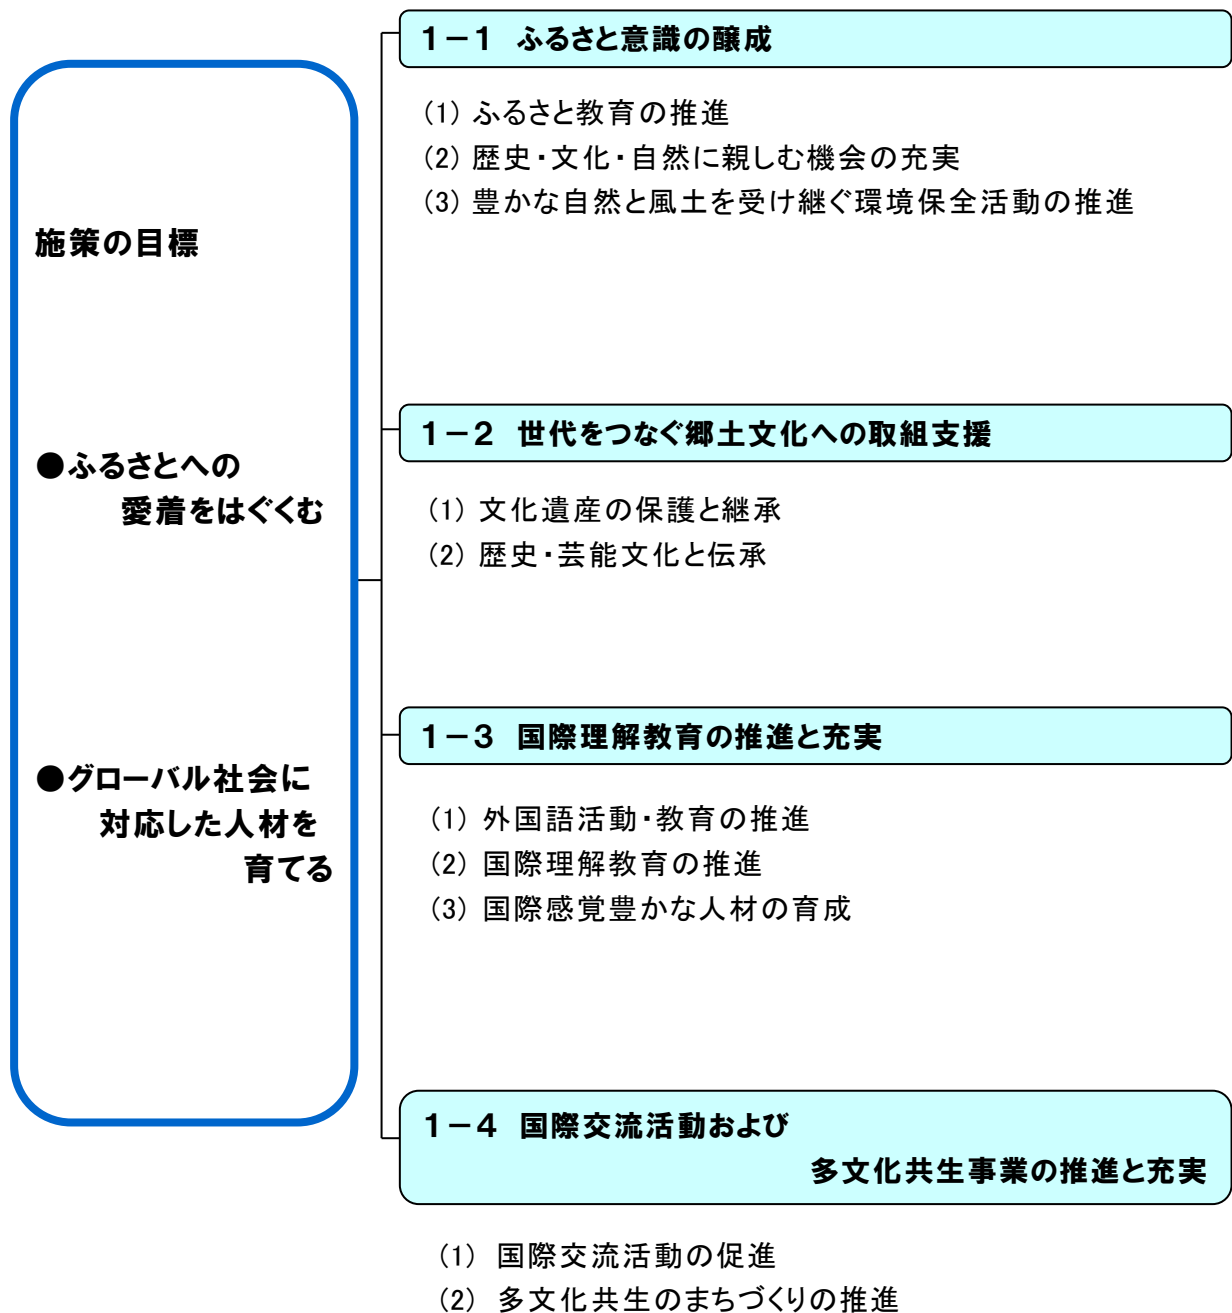 施策の目標
●ふるさとへの
愛着をはぐくむ
●グローバル社会に
対応した人材を
育てる
1－1 ふるさと意識の醸成
(1) ふるさと教育の推進
(2) 歴史・文化・自然に親しむ機会の充実
(3) 豊かな自然と風土を受け継ぐ環境保全活動の推進
1－2 世代をつなぐ郷土文化への取組支援
(1) 文化遺産の保護と継承
(2) 歴史・芸能文化と伝承
1－3 国際理解教育の推進と充実
(1) 外国語活動・教育の推進
(2) 国際理解教育の推進
(3) 国際感覚豊かな人材の育成
1－4 国際交流活動および
多文化共生事業の推進と充実
(1) 国際交流活動の促進
(2) 多文化共生のまちづくりの推進